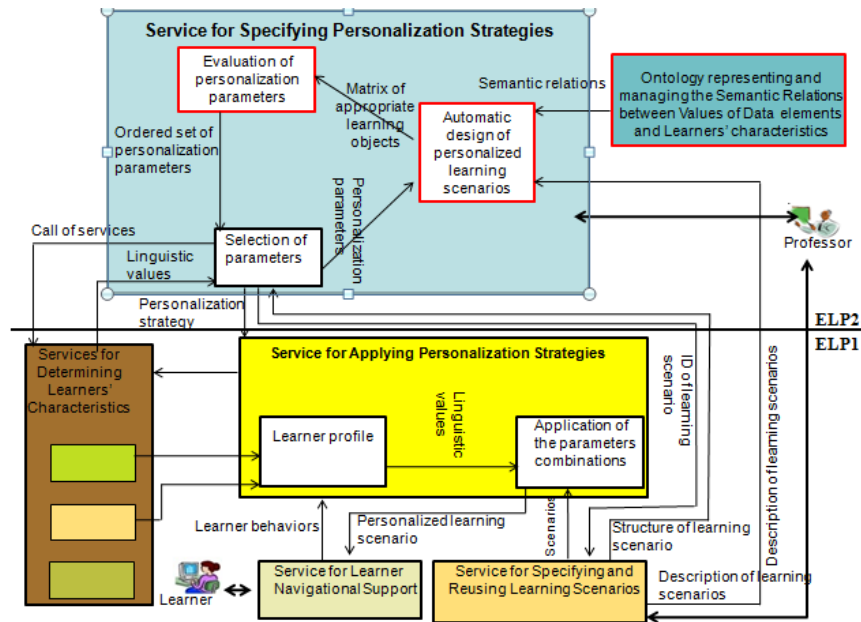 Service for Specifying Personalization Strategies
Evaluation of
personalization
parameters
Matrix of
appropriate
learning
objects
Semantic relations
Ontology representing and
managing the Semantic Relations
between Values of Data elements
and Learners' characteristics
Automatic
design of
personalized
learning
scenarios
Ordered set of
personalization
parameters
Personalization
parameters
Call of services
Selection of
parameters
Linguistic
values
Professor
Personalization
strategy
ELP2
ELP1
Services for
Determining
Learners'
Characteristics
Service for Applying Personalization Strategies
ID of learning
scenario
Description of learning scenarios
Learner profile
Linguistic
values
Application of
the parameters
combinations
Learner behaviors
Personalized learning
scenario
Scenarios
Structure of learning
scenario
Learner
Service for Learner
Navigational Support
Service for Specifying and
Reusing Learning Scenarios
Description of learning
scenarios